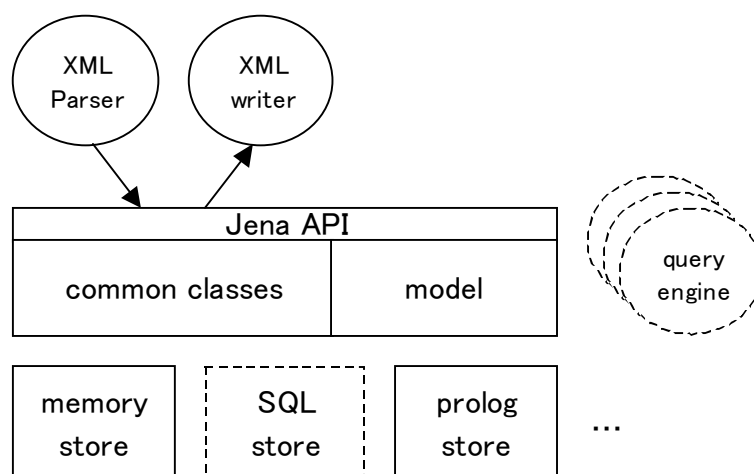 XML
Parser
XML
writer
Jena API
common classes
model
query
engine
memory
store
SQL
store
prolog
store
...